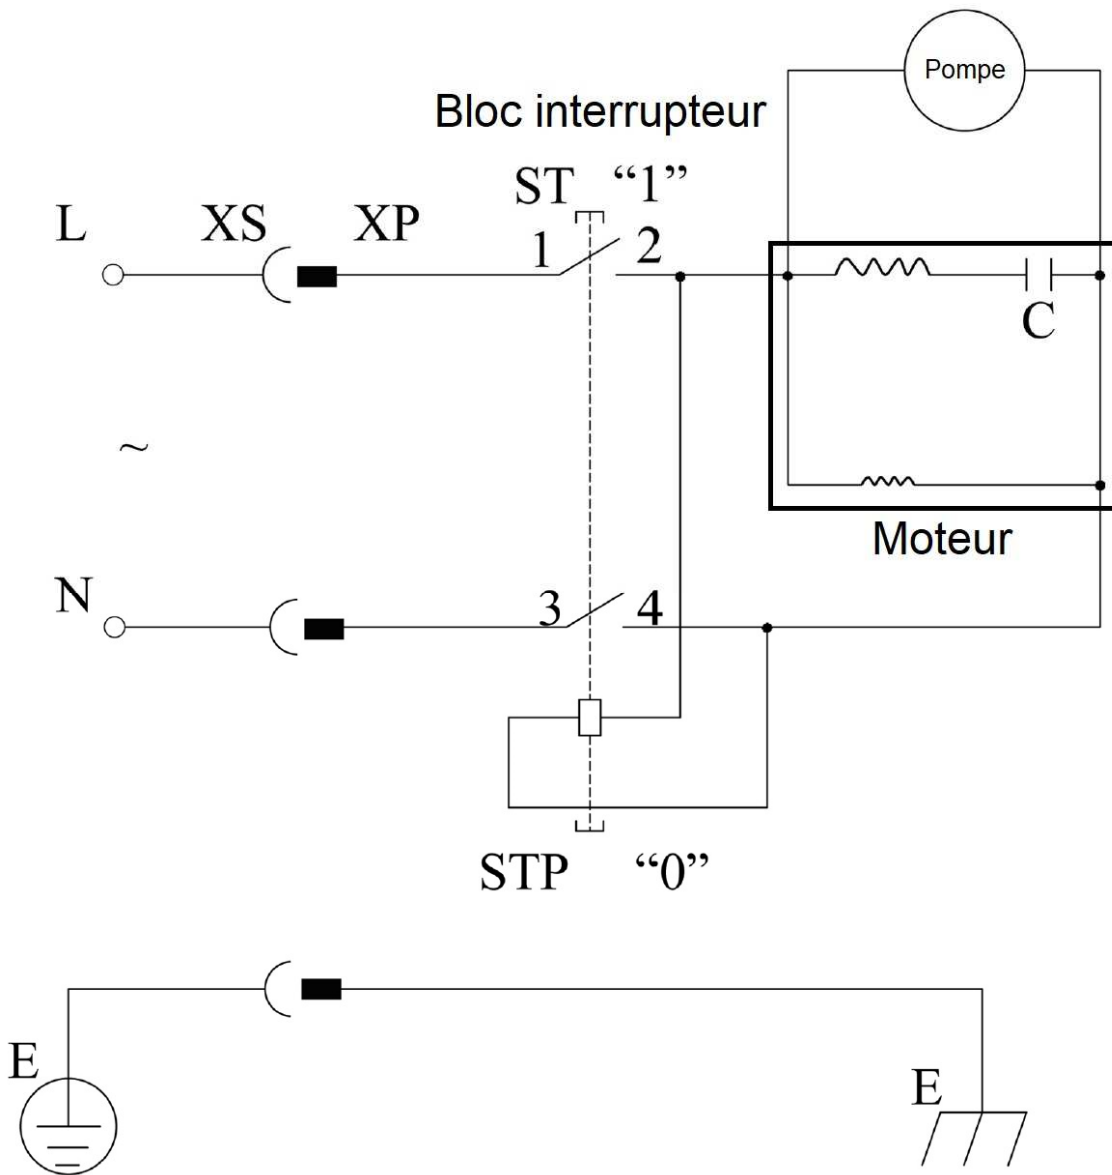 Pompe
Bloc interrupteur
ST “1”
L XS XP 1 2
C
~
Moteur
N 3 4
STP “0”
E
E